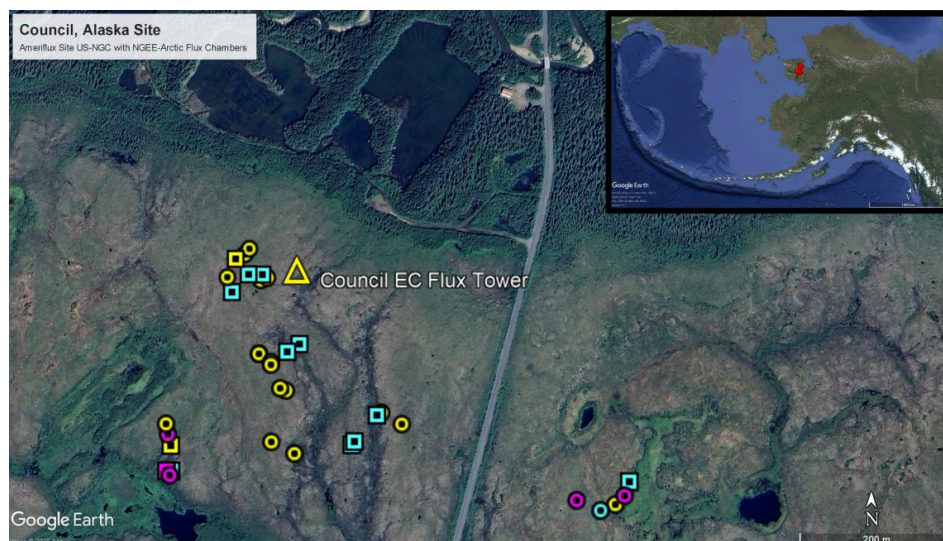 Council, Alaska Site
Ameriflux Site US-NGC with NGEE-Arctic Flux Chambers
Google Earth
Council EC Flux Tower
Google Earth
N
200 m